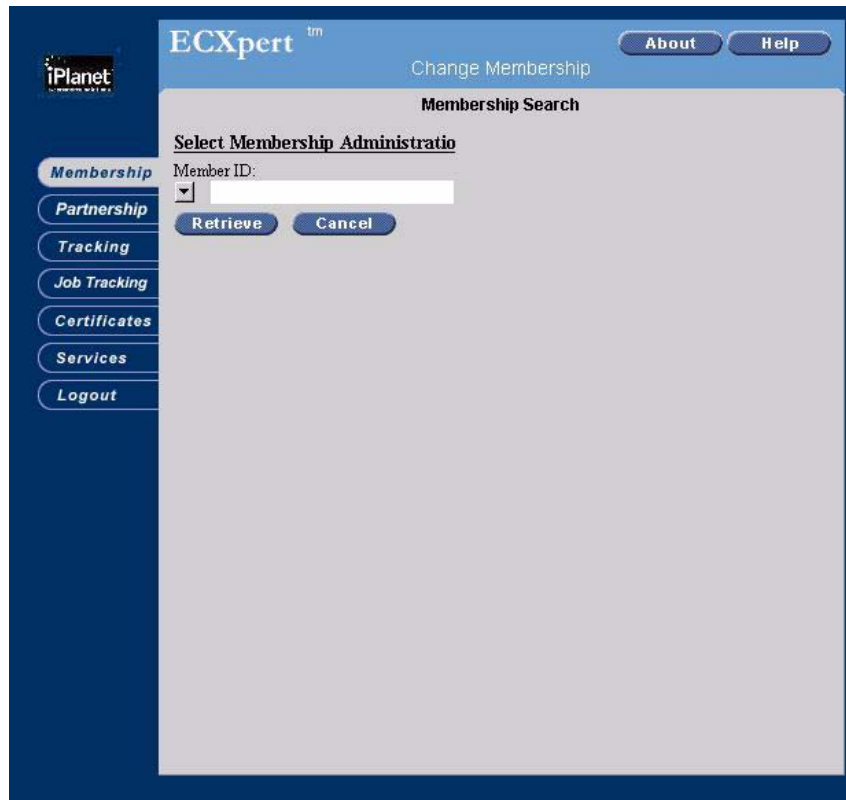 ECXpert tm
About
Help
Change Membership
iPlanet
Membership Search
Select Membership Administratio
Member ID:
Retrieve
Cancel
Membership
Partnership
Tracking
Job Tracking
Certificates
Services
Logout